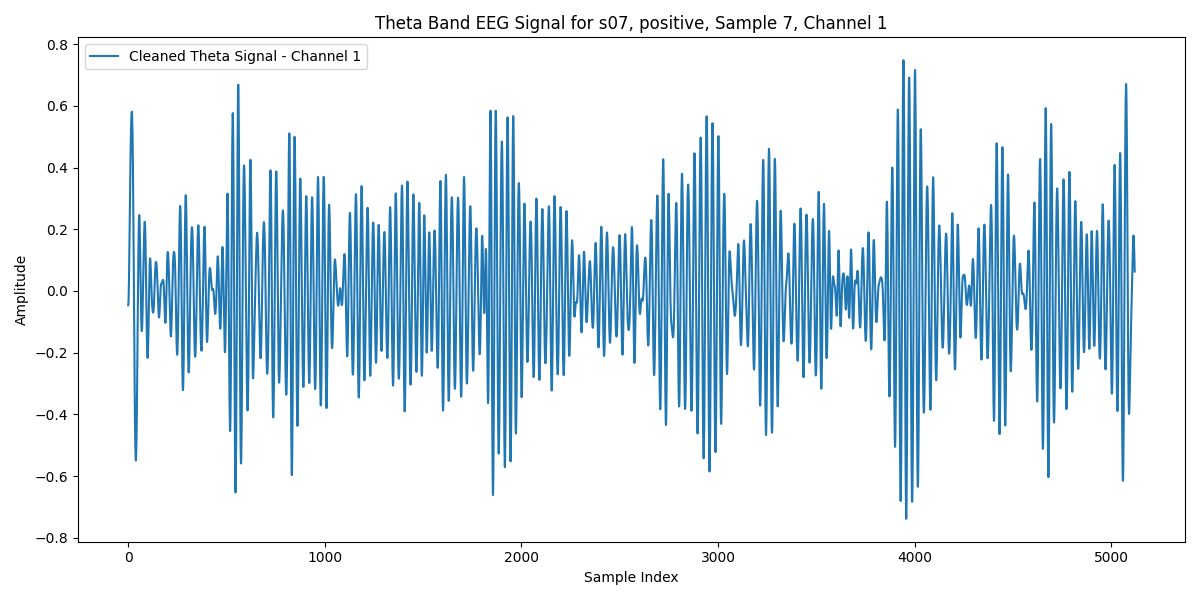 Theta Band EEG Signal for s07, positive, Sample 7, Channel 1
Cleaned Theta Signal - Channel 1
Amplitude
0.8
0.6
0.4
0.2
0.0
−0.2
−0.4
−0.6
−0.8
0 1000 2000 3000 4000 5000
Sample Index